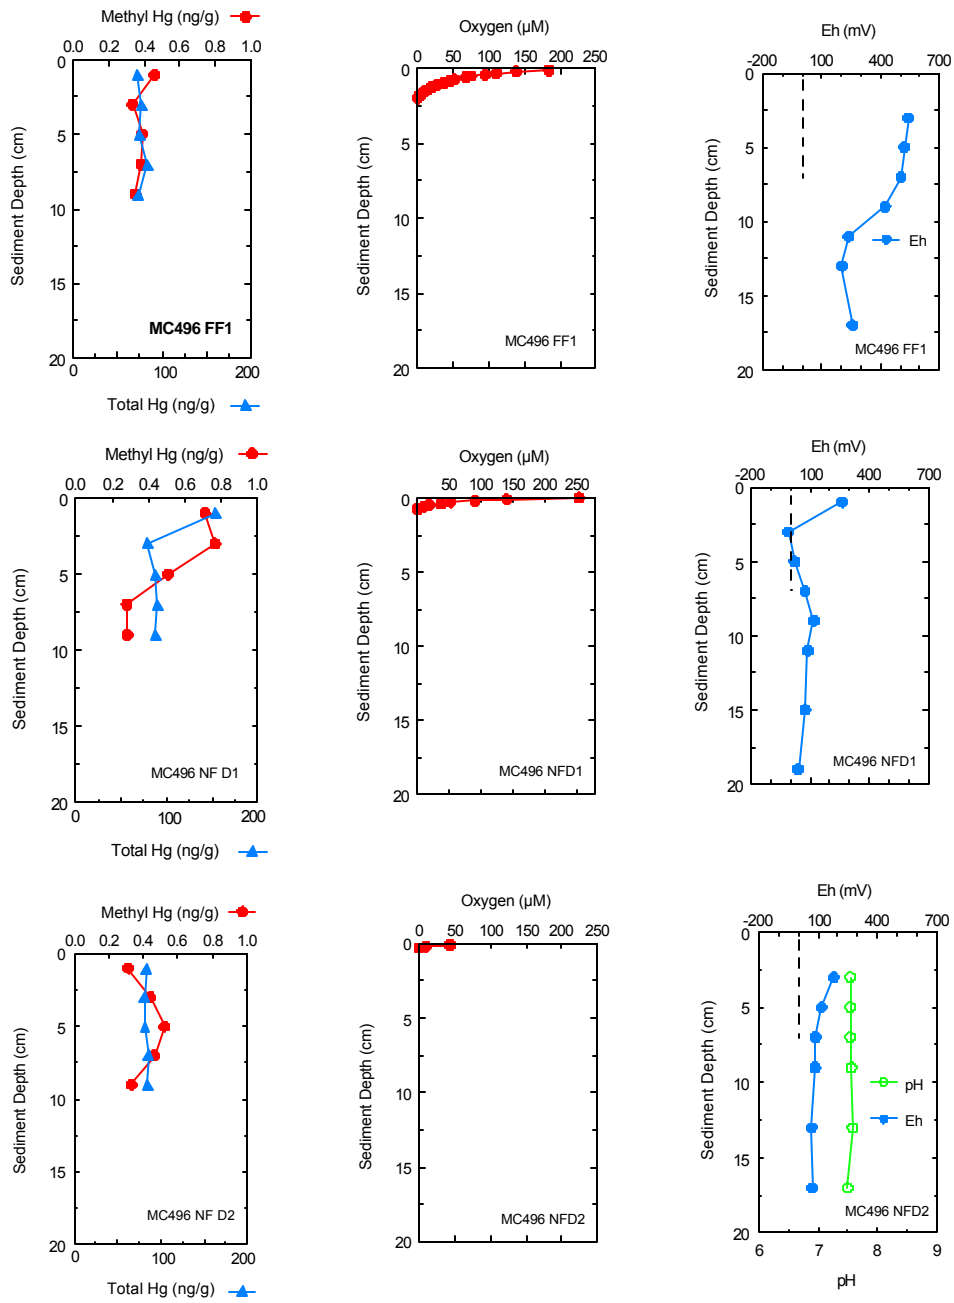 Methyl Hg (ng/g)
0.0 0.2 0.4 0.6 0.8 1.0
0
5
10
15
20
Sediment Depth (cm)
MC496 FF1
0 100 200
Total Hg (ng/g)
Oxygen (µM)
0 50 100 150 200 250
0
5
10
15
20
Sediment Depth (cm)
MC496 FF1
Eh (mV)
-200 100 400 700
0
5
10
15
20
Sediment Depth (cm)
Eh
MC496 FF1
Methyl Hg (ng/g)
0.0 0.2 0.4 0.6 0.8 1.0
0
5
10
15
20
Sediment Depth (cm)
MC496 NF D1
0 100 200
Total Hg (ng/g)
Oxygen (µM)
50 100 150 200 250
0
5
10
15
20
Sediment Depth (cm)
MC496 NFD1
Eh (mV)
-200 100 400 700
0
5
10
15
20
Sediment Depth (cm)
MC496 NFD1
Methyl Hg (ng/g)
0.0 0.2 0.4 0.6 0.8 1.0
0
5
10
15
20
Sediment Depth (cm)
MC496 NF D2
0 100 200
Total Hg (ng/g)
Oxygen (µM)
0 50 100 150 200 250
0
5
10
15
20
Sediment Depth (cm)
MC496 NFD2
Eh (mV)
-200 100 400 700
0
5
10
15
20
Sediment Depth (cm)
pH
Eh
MC496 NFD2
6 7 8 9
pH